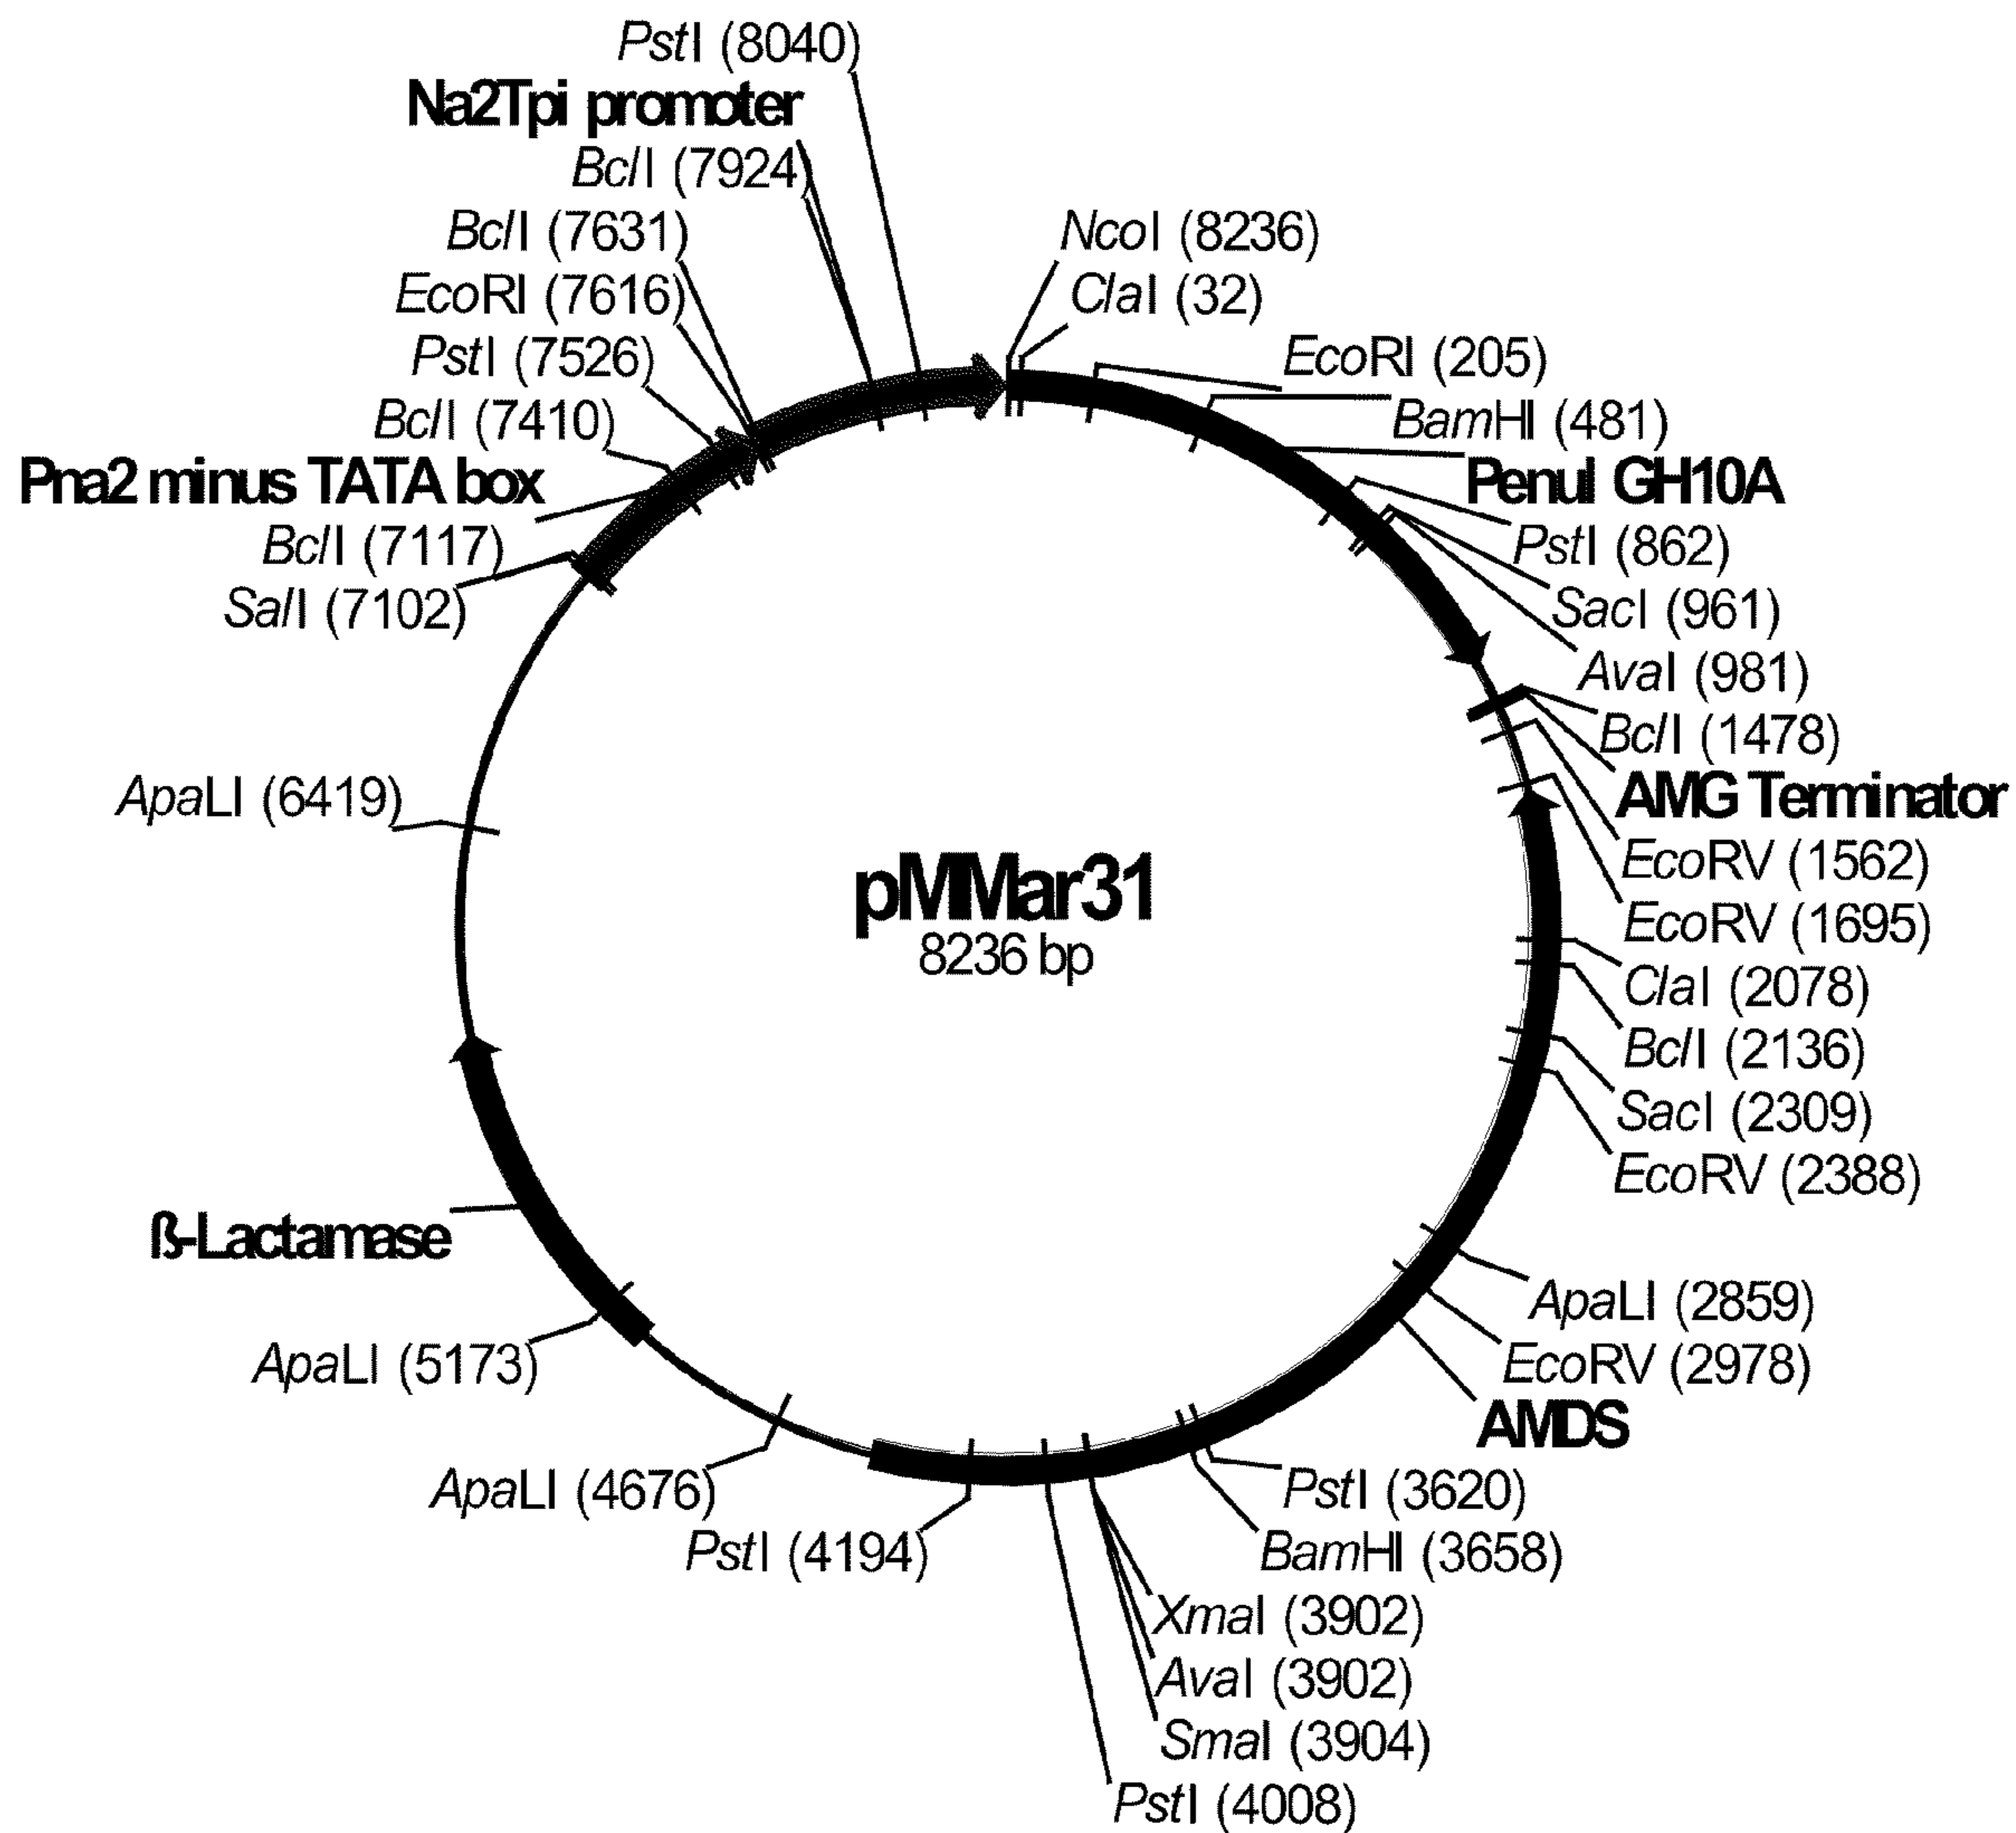 PstI (8040)
Na2Tpi promoter
BclI (7924)
BclI (7631)
EcoRI (7616)
PstI (7526)
BclI (7410)
Pna2 minus TATA box
BclI (7117)
SalI (7102)
ApaLI (6419)
ß-Lactamase
ApaLI (5173)
ApaLI (4676)
PstI (4194)
NcoI (8236)
ClaI (32)
EcoRI (205)
BamHI (481)
Penul GH10A
PstI (862)
SacI (961)
AvaI (981)
BclI (1478)
AMG Terminator
EcoRV (1562)
EcoRV (1695)
ClaI (2078)
BclI (2136)
SacI (2309)
EcoRV (2388)
ApaLI (2859)
EcoRV (2978)
AMDS
PstI (3620)
BamHI (3658)
XmaI (3902)
AvaI (3902)
SmaI (3904)
PstI (4008)
pMMar31
8236 bp